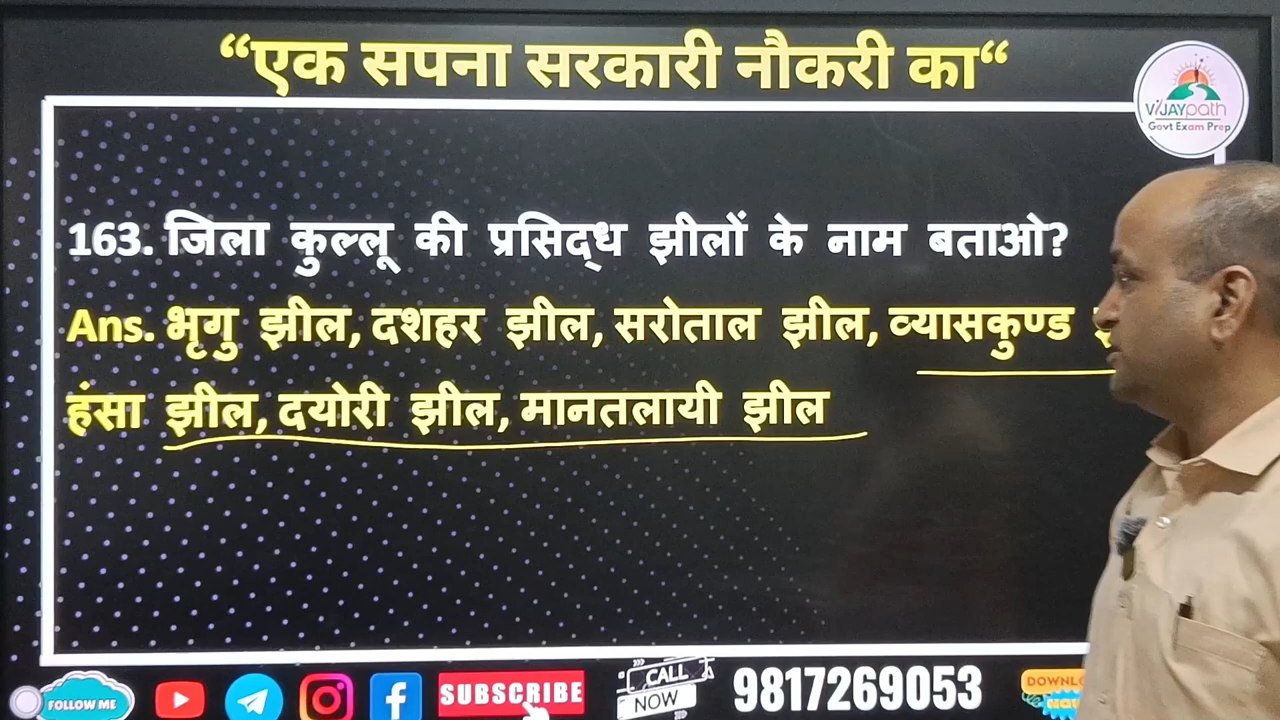 “एक सपना सरकारी नौकरी का“
VIJAYpath
Govt Exam Prep
163. जिला कुल्लू की प्रसिद्ध झीलों के नाम बताओ?
Ans. भृगु झील, दशहर झील, सरोताल झील, व्यासकुण्ड
हंसा झील, दयोरी झील, मानतलायी झील
FOLLOW ME
SUBSCRIBE
CALL
NOW
9817269053